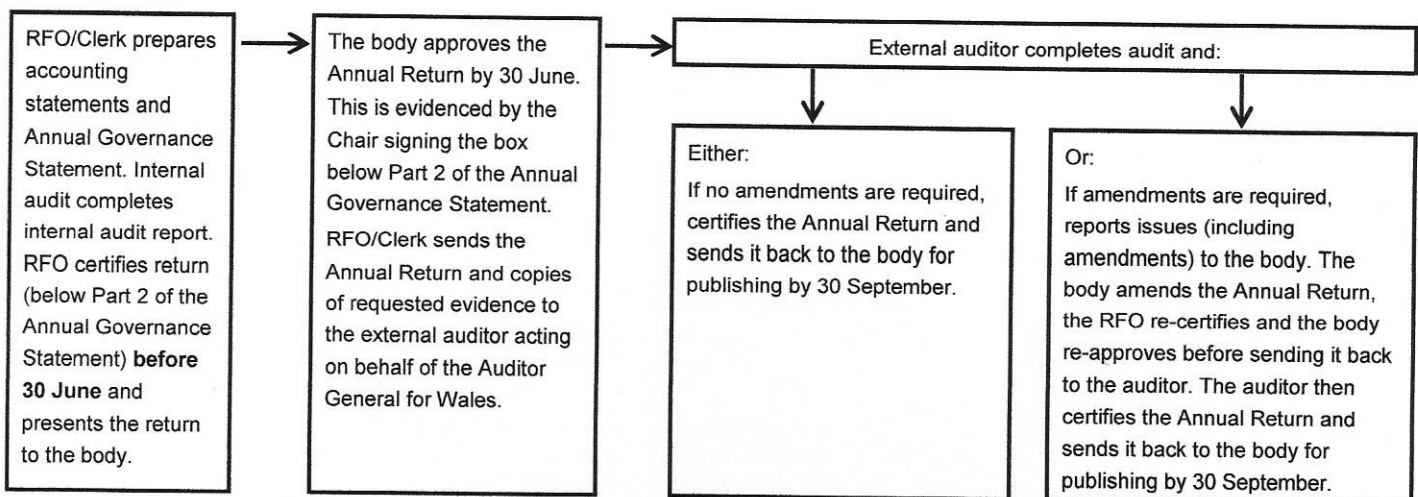 RFO/Clerk prepares
accounting
statements and
Annual Governance
Statement. Internal
audit completes
internal audit report.
RFO certifies return
(below Part 2 of the
Annual Governance
Statement) before
30 June and
presents the return
to the body.
The body approves the
Annual Return by 30 June.
This is evidenced by the
Chair signing the box
below Part 2 of the Annual
Governance Statement.
RFO/Clerk sends the
Annual Return and copies
of requested evidence to
the external auditor acting
on behalf of the Auditor
General for Wales.
External auditor completes audit and:
Either:
If no amendments are required,
certifies the Annual Return and
sends it back to the body for
publishing by 30 September.
Or:
If amendments are required,
reports issues (including
amendments) to the body. The
body amends the Annual Return,
the RFO re-certifies and the body
re-approves before sending it back
to the auditor. The auditor then
certifies the Annual Return and
sends it back to the body for
publishing by 30 September.